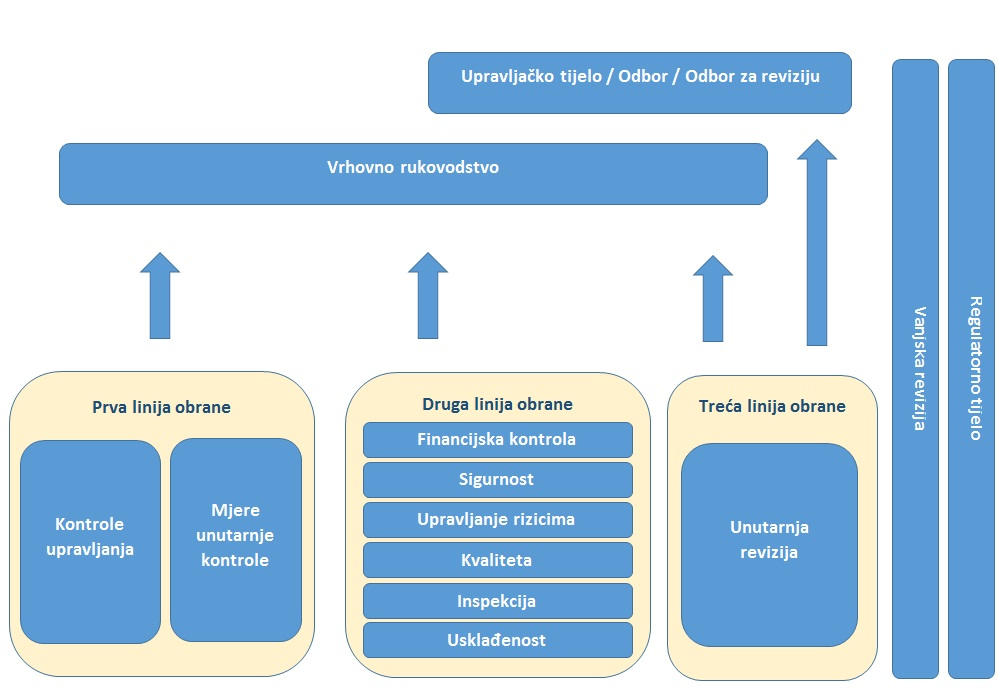 Upravljačko tijelo / Odbor / Odbor za reviziju
Vrhovno rukovodstvo
Prva linija obrane
Kontrole
upravljanja
Mjere
unutarnje
kontrole
Druga linija obrane
Financijska kontrola
Sigurnost
Upravljanje rizicima
Kvaliteta
Inspekcija
Usklađenost
Treća linija obrane
Unutarnja
revizija
Vanjska revizija
Regulatorno tijelo